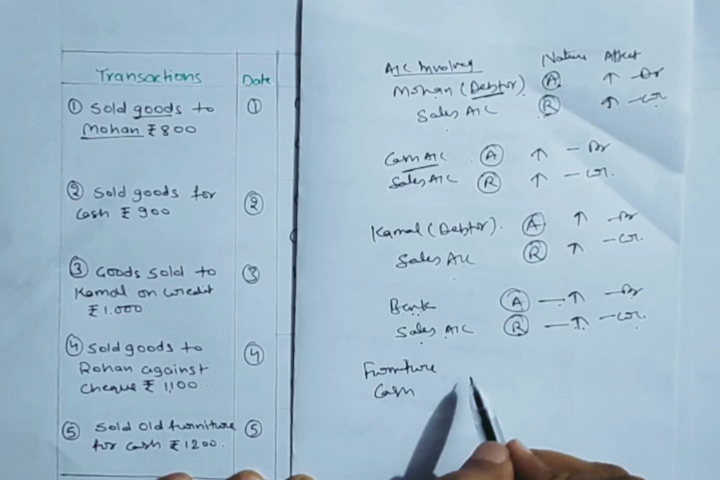 Transactions Date
① Sold goods to ①
Mohan ₹800
② Sold goods for ②
Cash ₹900
③ Goods sold to ③
Kamal on credit
₹1.000
④ Sold goods to ④
Rohan against
Cheque ₹1,100
⑤ Sold old furniture ⑤
for cash ₹1200.
A/C Involving Nature Affect
Mohan (Debtor) Ⓐ ↑ - Dr
Sales A/C Ⓡ ↑ - Cr.
Cash A/C Ⓐ ↑ - Dr
Sales A/C Ⓡ ↑ - Cr.
Kamal (Debtor). Ⓐ ↑ - Dr
Sales A/C Ⓡ ↑ - Cr.
Bank Ⓐ — ↑ - Dr
Sales A/C Ⓡ — ↑ - Cr.
Furniture
Cash